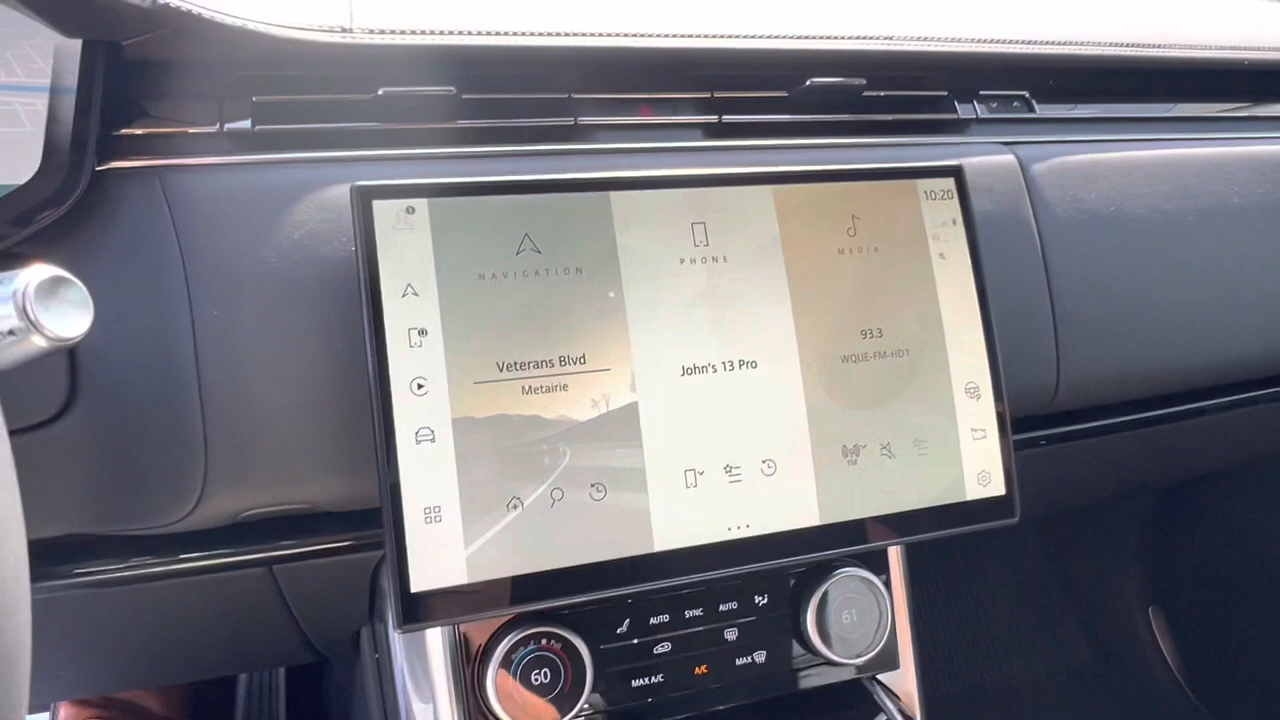 10:20
NAVIGATION
PHONE
MEDIA
Veterans Blvd
Metairie
John's 13 Pro
93.3
WQUE-FM-HD1
FM
AUTO
SYNC
AUTO
61
60
MAX A/C
A/C
MAX